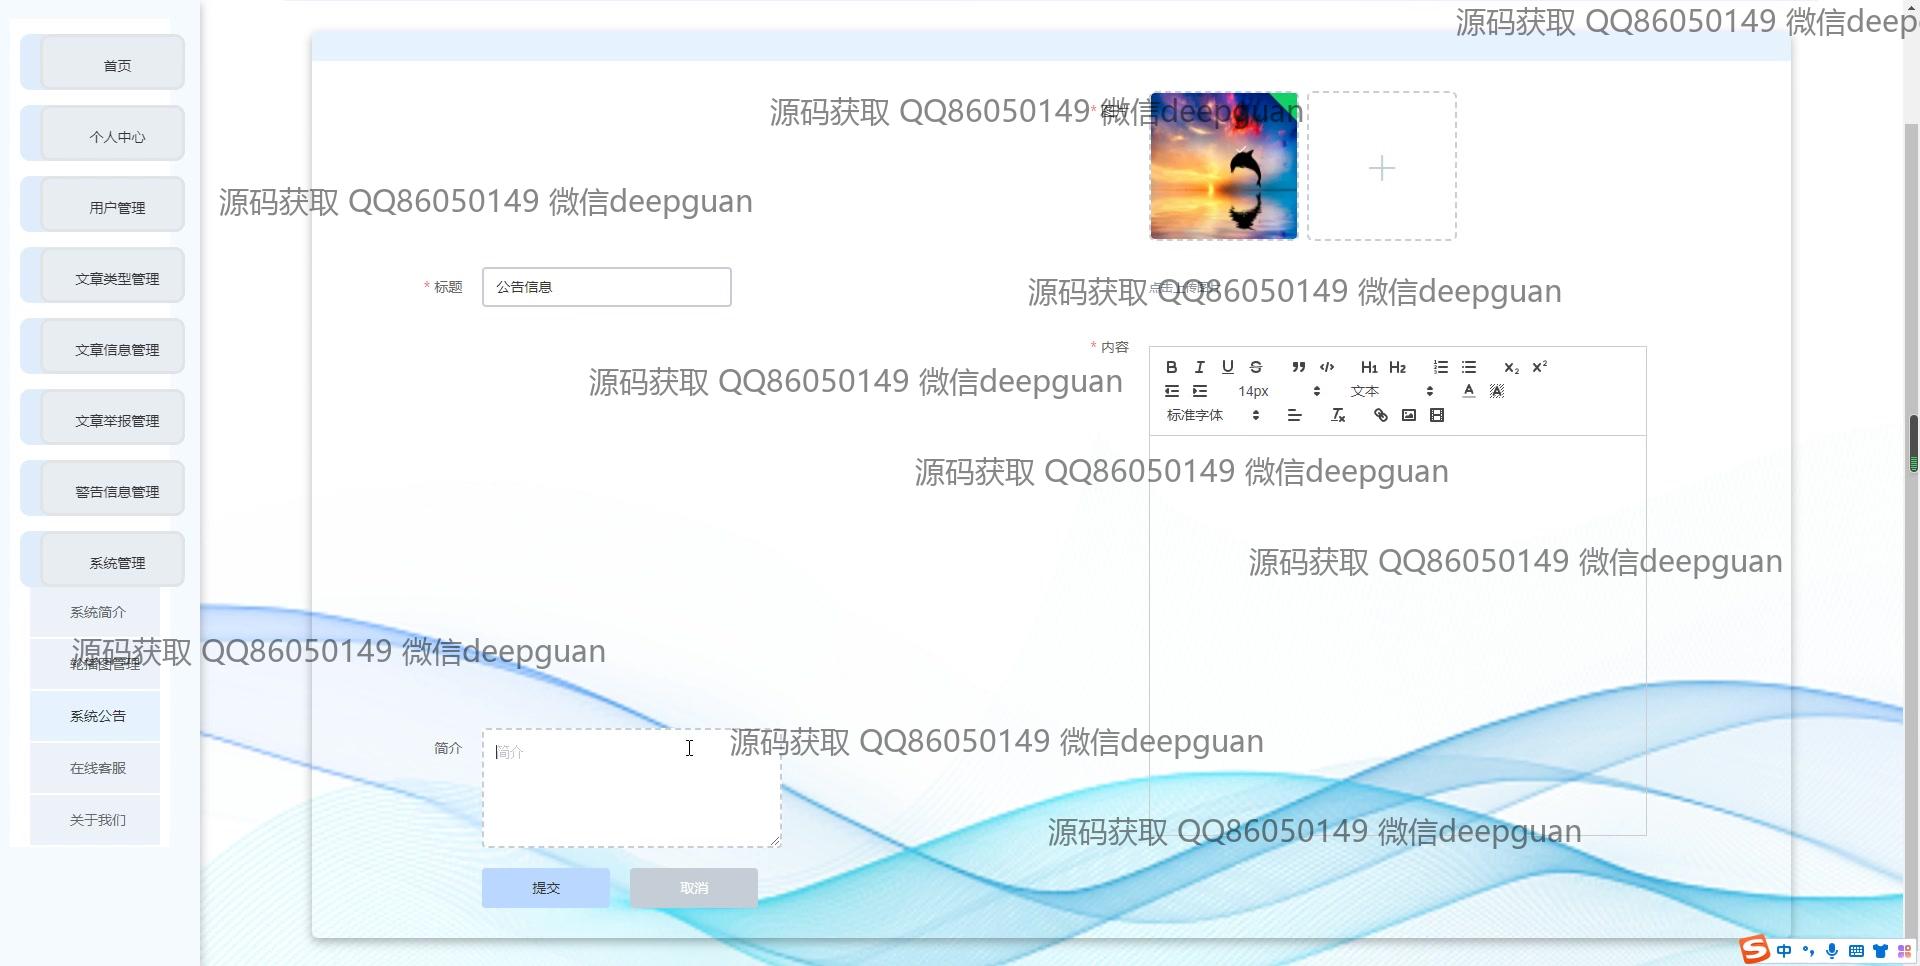 源码获取 QQ86050149 微信deep
首页
源码获取 QQ86050149 微信deepguan
个人中心
源码获取 QQ86050149 微信deepguan
用户管理
文章类型管理
* 标题
公告信息
点击上传图片
源码获取 QQ86050149 微信deepguan
文章信息管理
* 内容
B I U S ” </> H1 H2 X2 X2
源码获取 QQ86050149 微信deepguan
14px 文本 A A
标准字体
文章举报管理
源码获取 QQ86050149 微信deepguan
警告信息管理
系统管理
源码获取 QQ86050149 微信deepguan
系统简介
源码获取 QQ86050149 微信deepguan
轮播图管理
系统公告
源码获取 QQ86050149 微信deepguan
简介
简介
在线客服
关于我们
源码获取 QQ86050149 微信deepguan
提交
取消
中